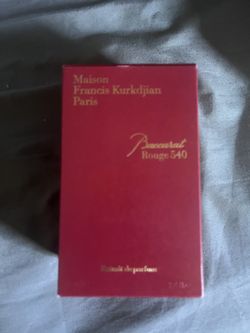 Maison
Francis Kurkdjian
Paris
Baccarat
Rouge 540
Extrait de parfum